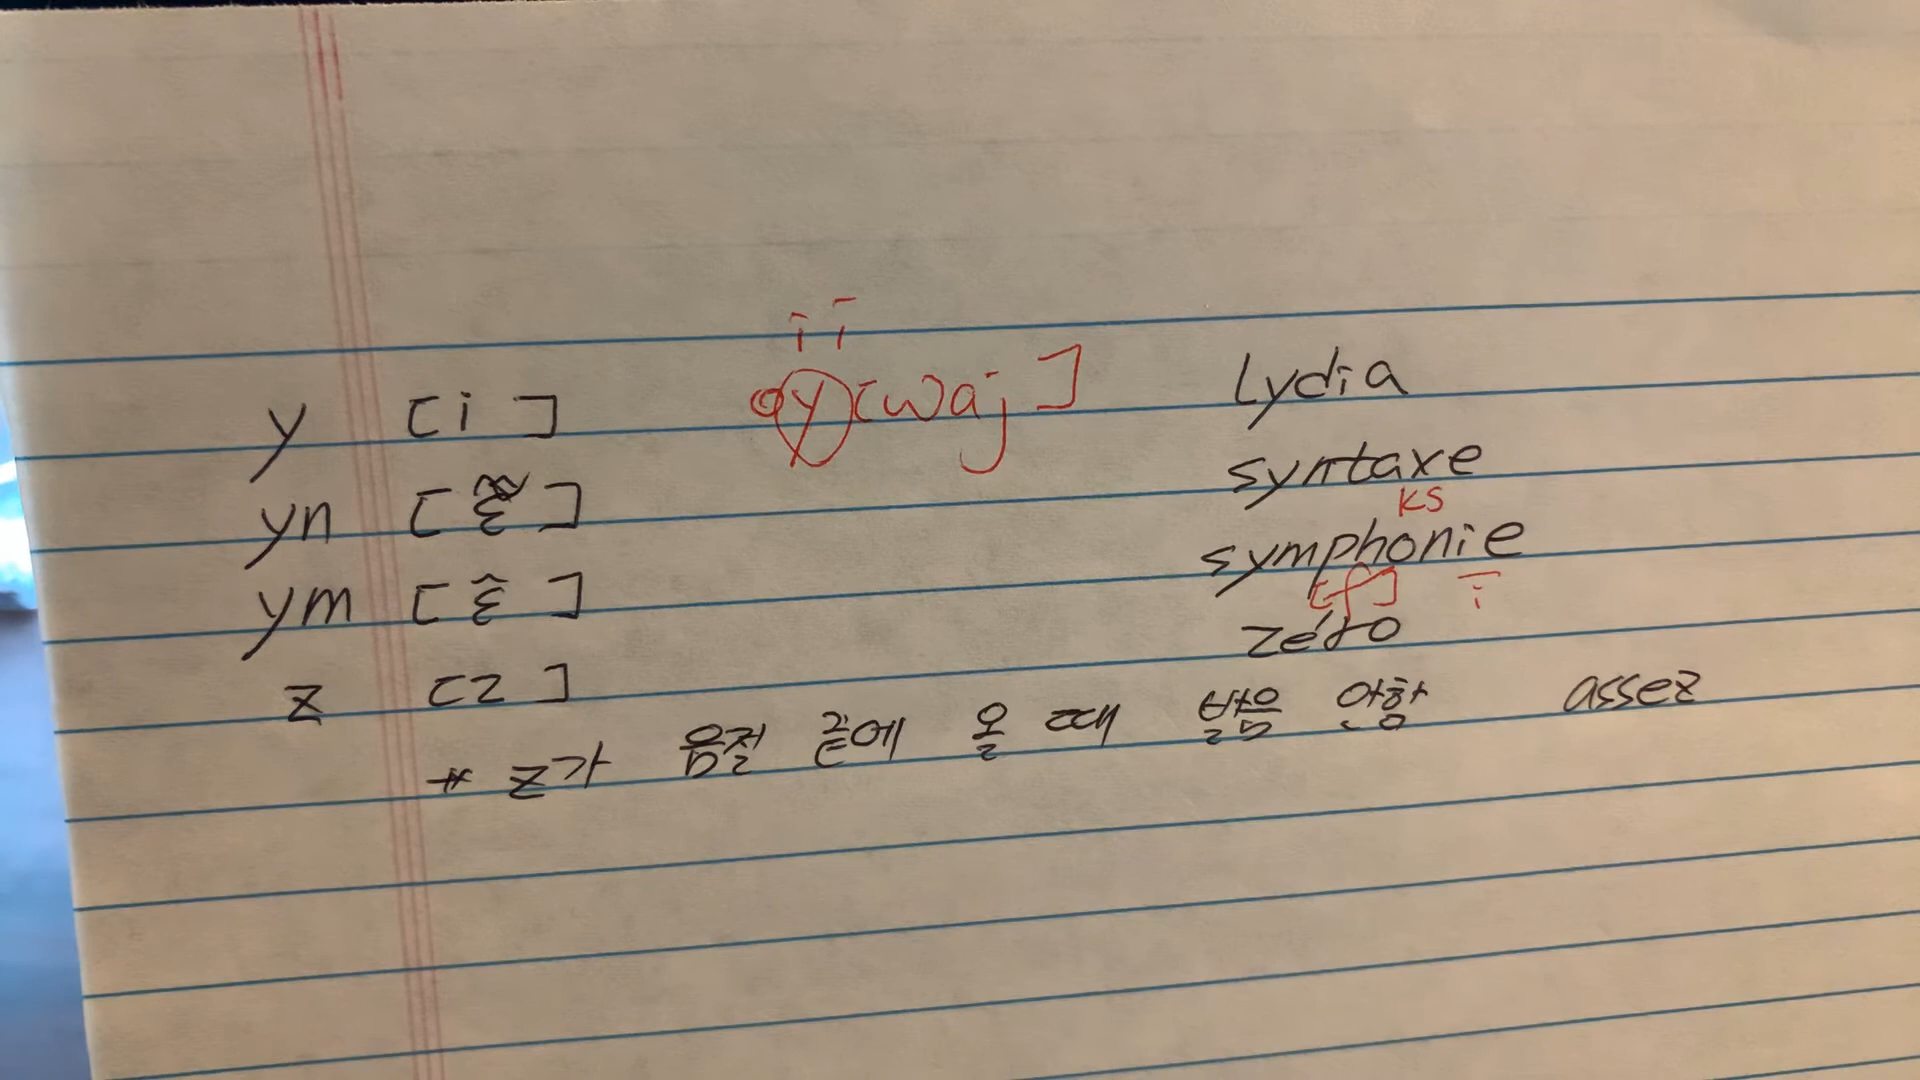 i i
y [i] oy [waj] Lydia
yn [ɛ̃] syntaxe
ks
ym [ɛ̃] symphonie
[f] i
z [z] zéro
* z가 음절 끝에 올 때 발음 안함 assez